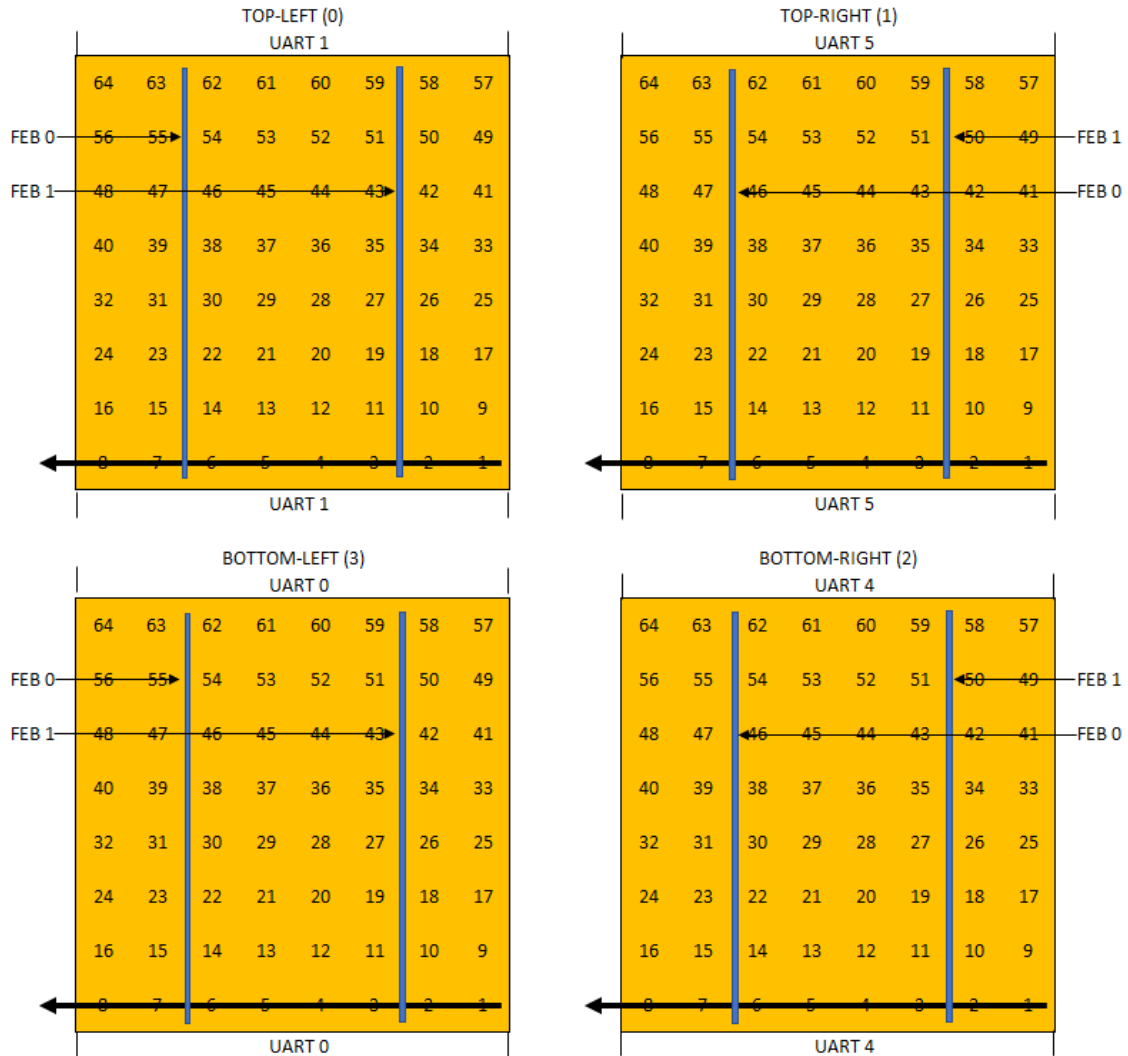 TOP-LEFT (0) TOP-RIGHT (1)
UART 1 UART 5
64 63 62 61 60 59 58 57 64 63 62 61 60 59 58 57
FEB 0 56 55 54 53 52 51 50 49 56 55 54 53 52 51 50 49 FEB 1
FEB 1 48 47 46 45 44 43 42 41 48 47 46 45 44 43 42 41 FEB 0
40 39 38 37 36 35 34 33 40 39 38 37 36 35 34 33
32 31 30 29 28 27 26 25 32 31 30 29 28 27 26 25
24 23 22 21 20 19 18 17 24 23 22 21 20 19 18 17
16 15 14 13 12 11 10 9 16 15 14 13 12 11 10 9
8 7 6 5 4 3 2 1 8 7 6 5 4 3 2 1
UART 1 UART 5
BOTTOM-LEFT (3) BOTTOM-RIGHT (2)
UART 0 UART 4
64 63 62 61 60 59 58 57 64 63 62 61 60 59 58 57
FEB 0 56 55 54 53 52 51 50 49 56 55 54 53 52 51 50 49 FEB 1
FEB 1 48 47 46 45 44 43 42 41 48 47 46 45 44 43 42 41 FEB 0
40 39 38 37 36 35 34 33 40 39 38 37 36 35 34 33
32 31 30 29 28 27 26 25 32 31 30 29 28 27 26 25
24 23 22 21 20 19 18 17 24 23 22 21 20 19 18 17
16 15 14 13 12 11 10 9 16 15 14 13 12 11 10 9
8 7 6 5 4 3 2 1 8 7 6 5 4 3 2 1
UART 0 UART 4